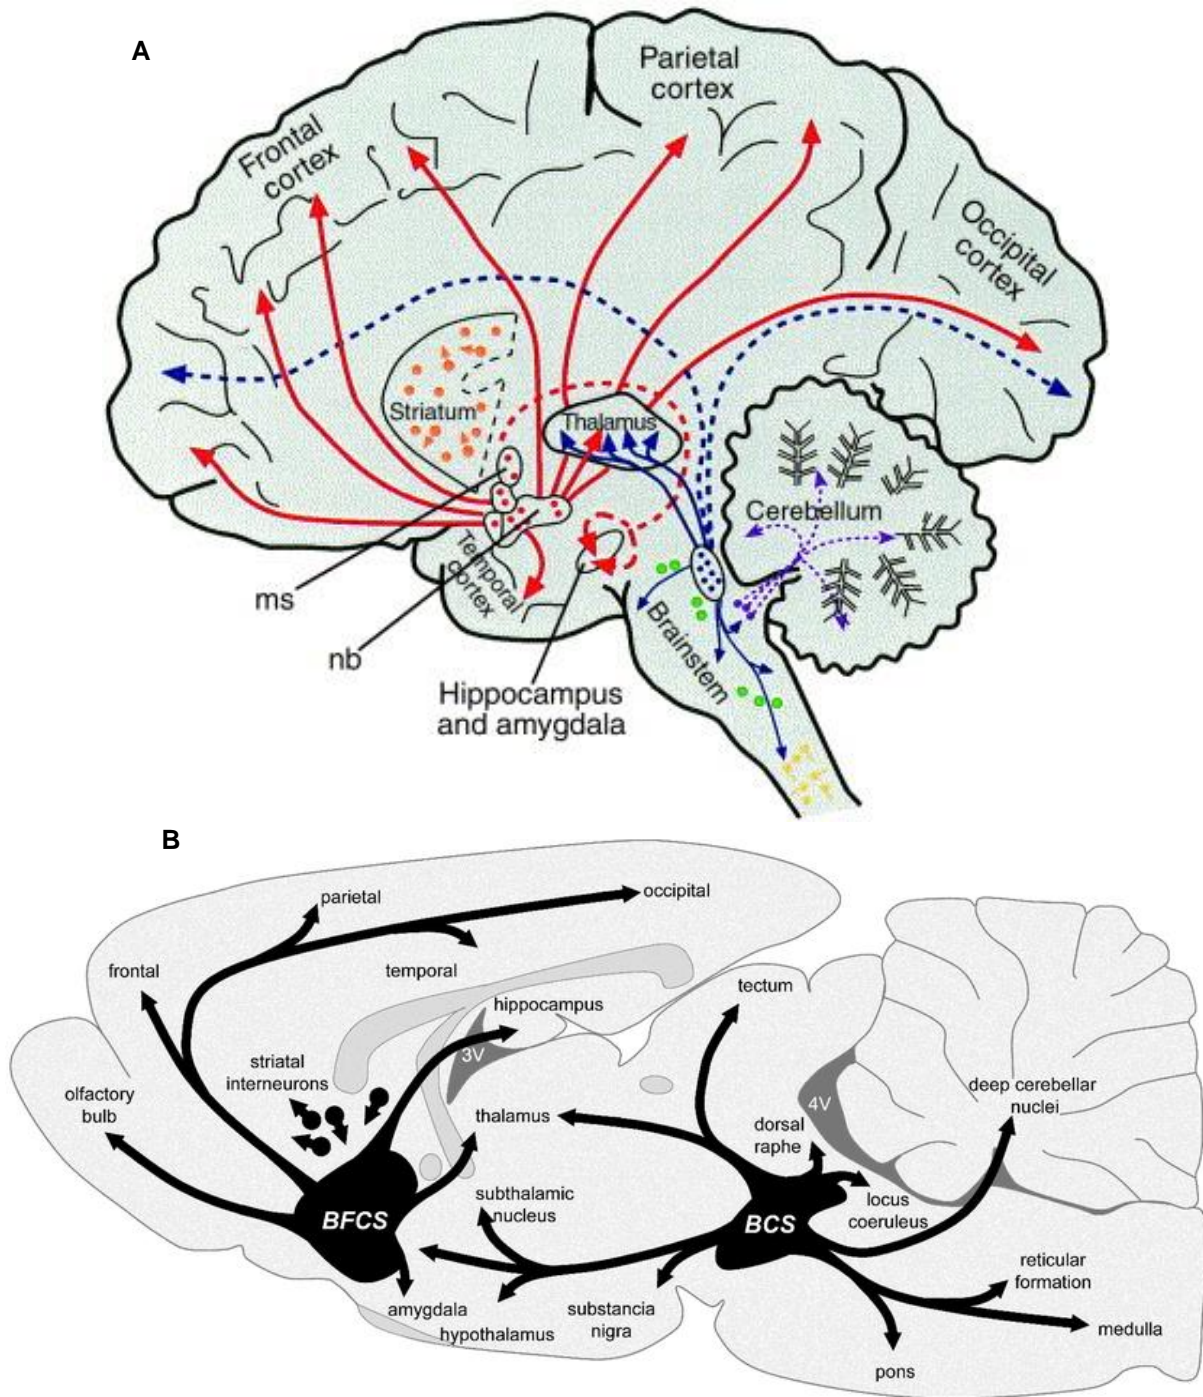 A
Parietal
cortex
Frontal
cortex
Occipital
cortex
Striatum
Thalamus
Cerebellum
Temporal
cortex
ms
nb
Brainstem
Hippocampus
and amygdala
B
parietal
occipital
frontal
temporal
hippocampus
tectum
3V
striatal
interneurons
olfactory
bulb
thalamus
4V
deep cerebellar
nuclei
dorsal
raphe
subthalamic
nucleus
locus
coeruleus
BFCS
BCS
reticular
formation
amygdala
hypothalamus
substancia
nigra
medulla
pons